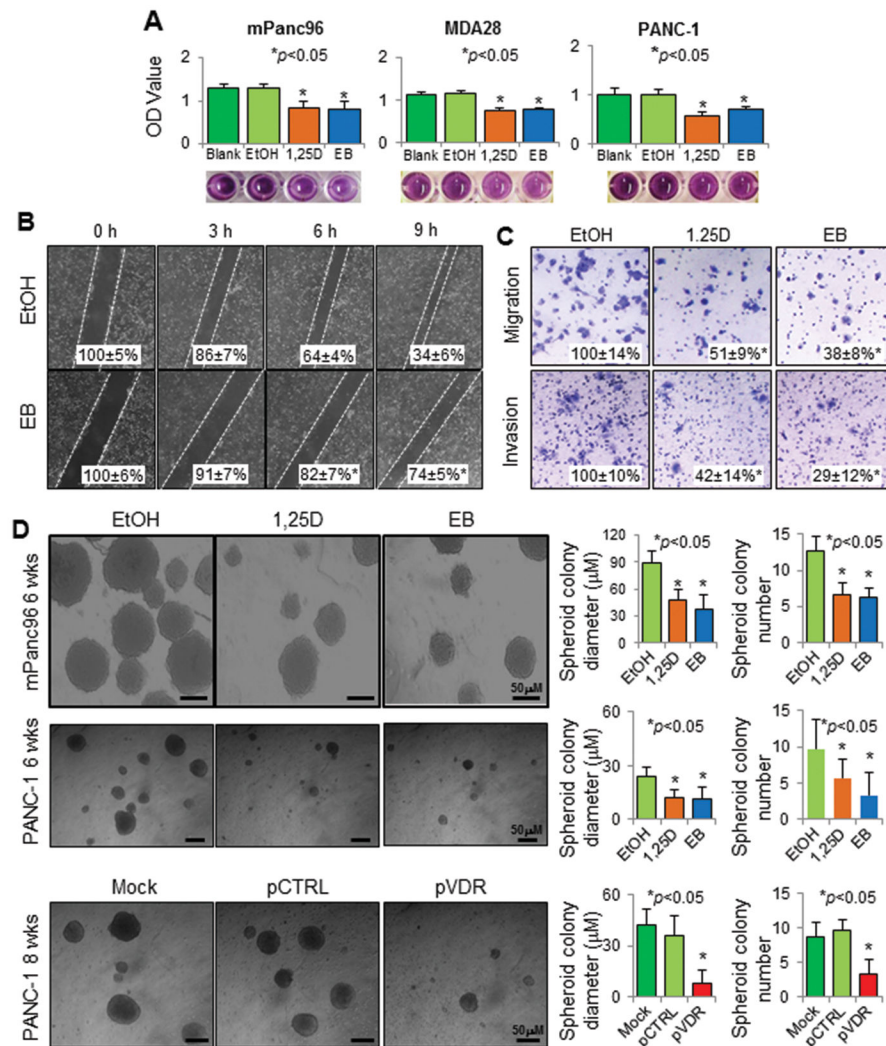 A
mPanc96
MDA28
PANC-1
*p<0.05
*p<0.05
*p<0.05
OD Value
2
1
0
2
1
0
2
1
0
*
*
*
*
*
*
Blank EtOH 1,25D EB
Blank EtOH 1,25D EB
Blank EtOH 1,25D EB
B
0 h
3 h
6 h
9 h
EtOH
100±5%
86±7%
64±4%
34±6%
EB
100±6%
91±7%
82±7%*
74±5%*
C
EtOH
1.25D
EB
Migration
100±14%
51±9%*
38±8%*
Invasion
100±10%
42±14%*
29±12%*
D
EtOH
1,25D
EB
mPanc96 6 wks
50µM
Spheroid colony
diameter (µM)
120
90
60
30
0
*p<0.05
*
*
EtOH
1,25D
EB
Spheroid colony
number
15
10
5
0
*p<0.05
*
*
EtOH
1,25D
EB
PANC-1 6 wks
50µM
Spheroid colony
diameter (µM)
60
30
0
*p<0.05
*
*
EtOH
1,25D
EB
Spheroid colony
number
15
10
5
0
*p<0.05
*
*
EtOH
1,25D
EB
Mock
pCTRL
pVDR
PANC-1 8 wks
50µM
Spheroid colony
diameter (µM)
60
30
0
*p<0.05
*
Mock
pCTRL
pVDR
Spheroid colony
number
15
10
5
0
*p<0.05
*
Mock
pCTRL
pVDR